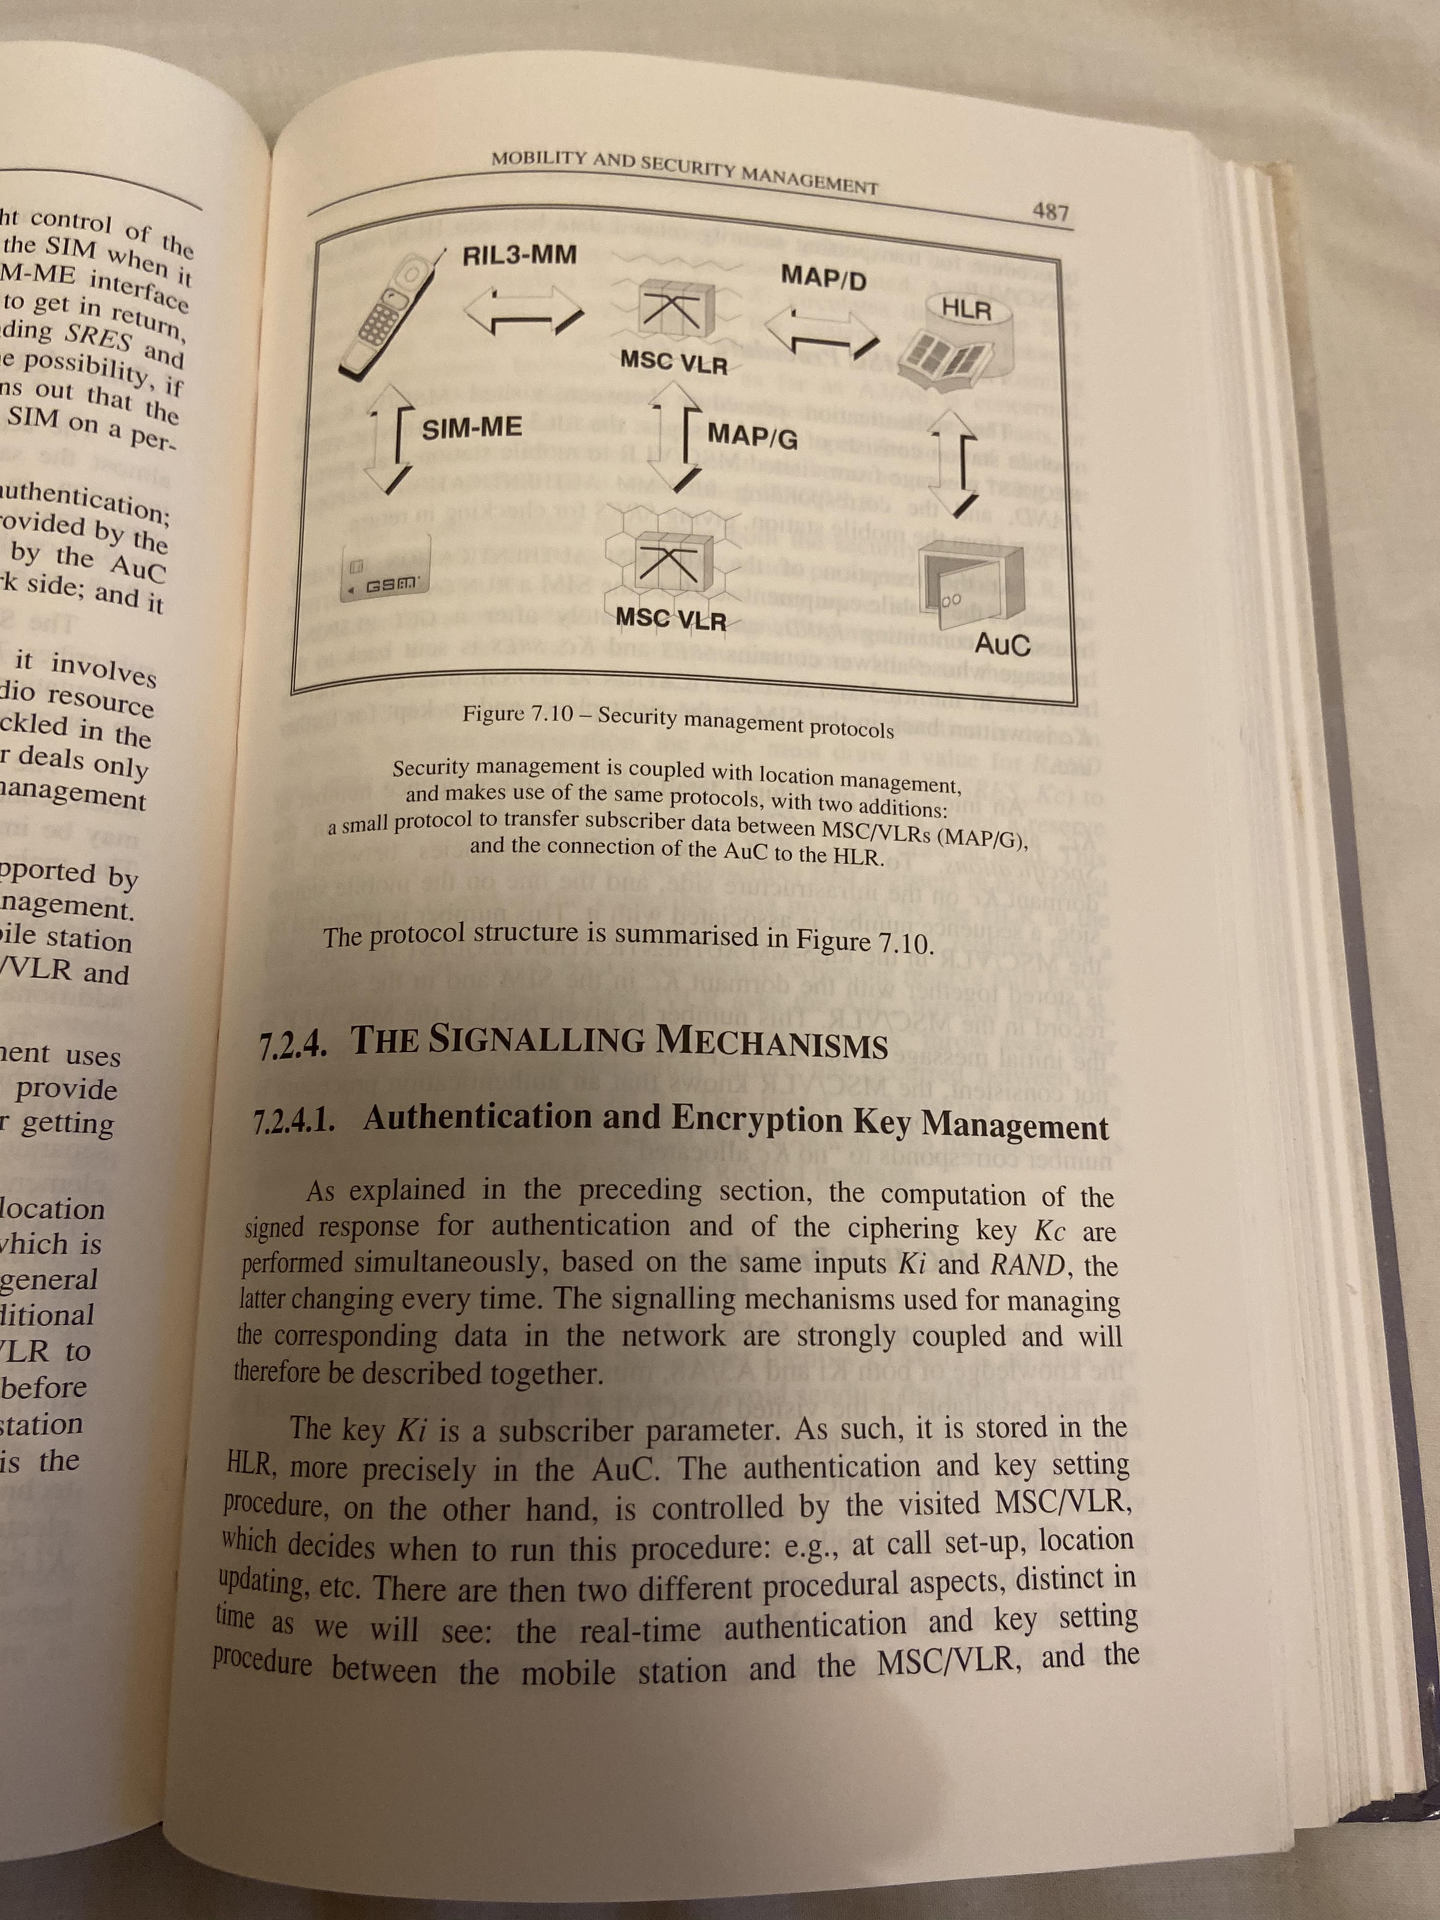 ht control of the
the SIM when it
M-ME interface
to get in return,
ding SRES and
e possibility, if
ns out that the
SIM on a per-
uthentication;
rovided by the
by the AuC
rk side; and it
it involves
dio resource
ckled in the
r deals only
nanagement
pported by
nagement.
ile station
/VLR and
nent uses
provide
r getting
location
which is
general
ditional
VLR to
before
station
is the
MOBILITY AND SECURITY MANAGEMENT
487
RIL3-MM
MAP/D
HLR
MSC VLR
SIM-ME
MAP/G
GSM
MSC VLR
AuC
Figure 7.10 – Security management protocols
Security management is coupled with location management,
and makes use of the same protocols, with two additions:
a small protocol to transfer subscriber data between MSC/VLRs (MAP/G),
and the connection of the AuC to the HLR.
The protocol structure is summarised in Figure 7.10.
7.2.4. THE SIGNALLING MECHANISMS
7.2.4.1. Authentication and Encryption Key Management
As explained in the preceding section, the computation of the
signed response for authentication and of the ciphering key Kc are
performed simultaneously, based on the same inputs Ki and RAND, the
latter changing every time. The signalling mechanisms used for managing
the corresponding data in the network are strongly coupled and will
therefore be described together.
The key Ki is a subscriber parameter. As such, it is stored in the
HLR, more precisely in the AuC. The authentication and key setting
procedure, on the other hand, is controlled by the visited MSC/VLR,
which decides when to run this procedure: e.g., at call set-up, location
updating, etc. There are then two different procedural aspects, distinct in
time as we will see: the real-time authentication and key setting
procedure between the mobile station and the MSC/VLR, and the